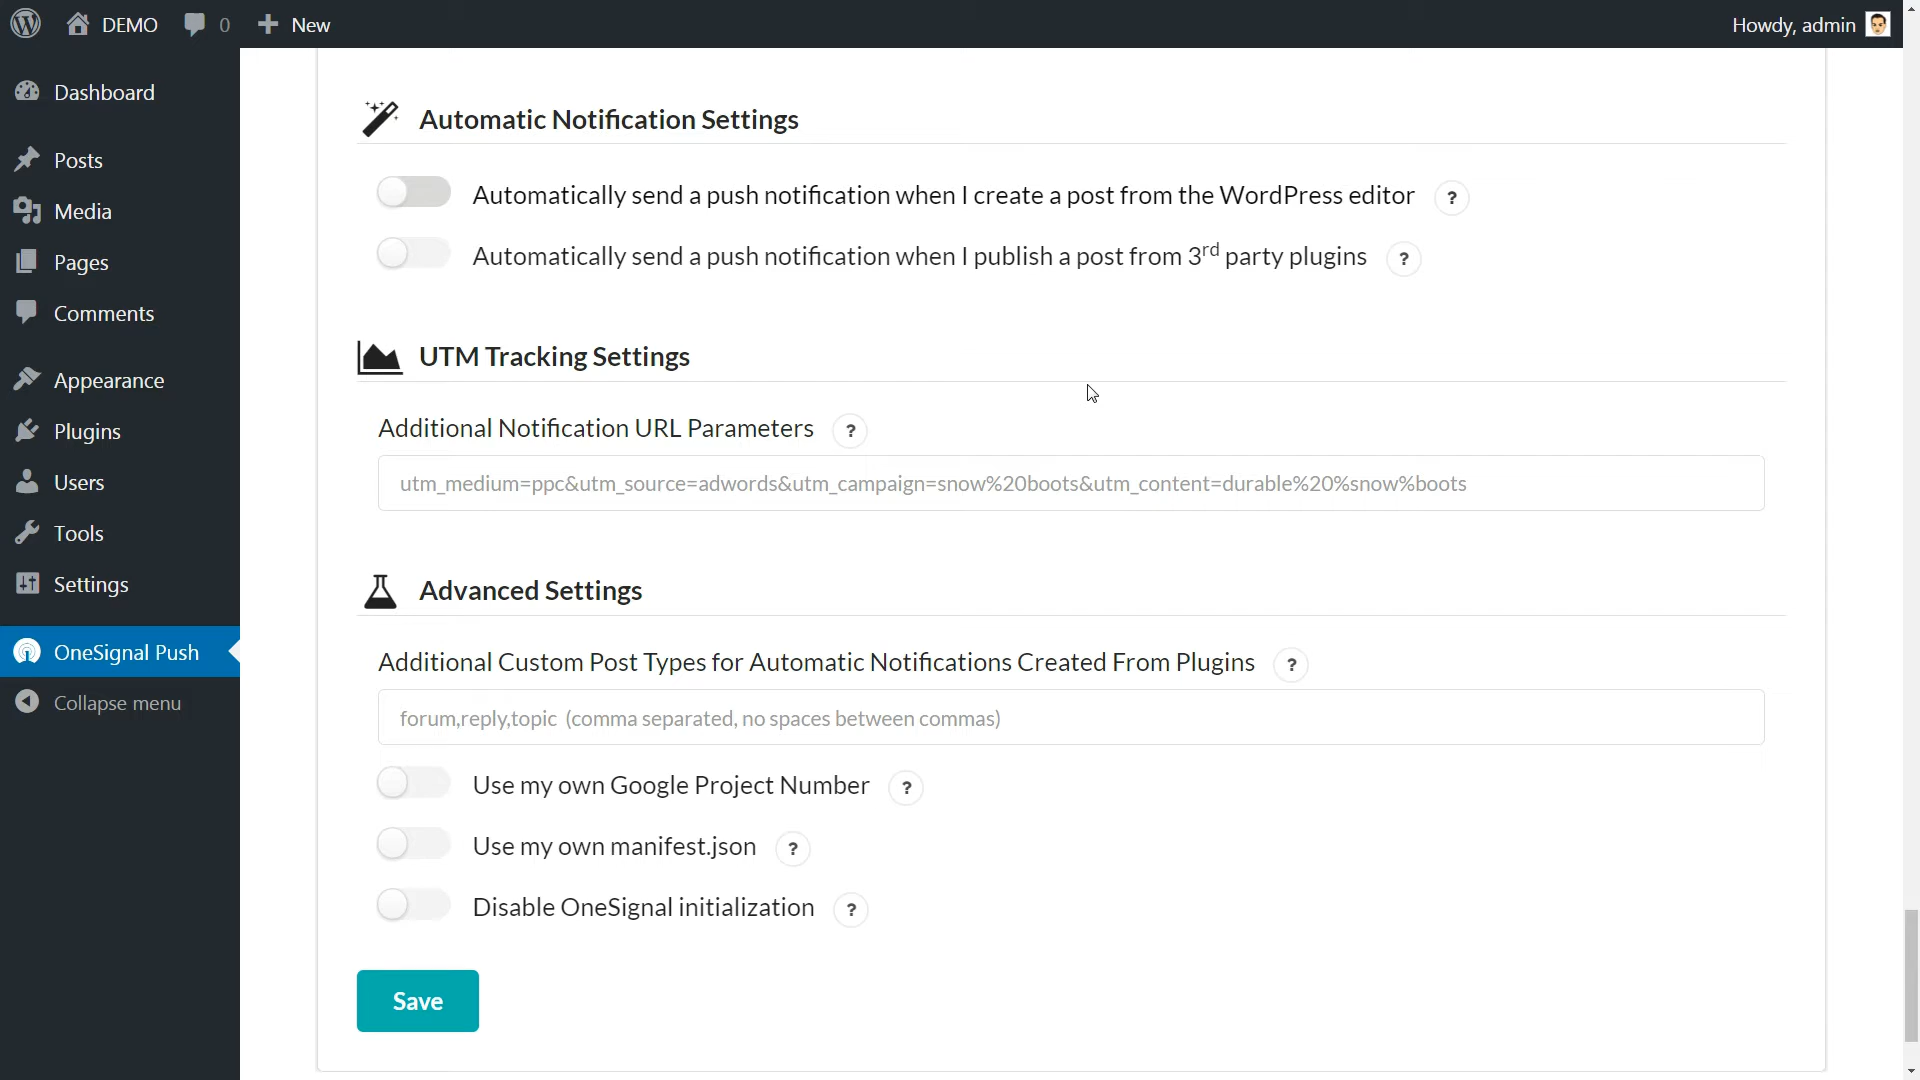 DEMO
0
New
Howdy, admin
Dashboard
Posts
Media
Pages
Comments
Appearance
Plugins
Users
Tools
Settings
OneSignal Push
Collapse menu
Automatic Notification Settings
Automatically send a push notification when I create a post from the WordPress editor ?
Automatically send a push notification when I publish a post from 3rd party plugins ?
UTM Tracking Settings
Additional Notification URL Parameters ?
utm_medium=ppc&utm_source=adwords&utm_campaign=snow%20boots&utm_content=durable%20%snow%boots
Advanced Settings
Additional Custom Post Types for Automatic Notifications Created From Plugins ?
forum,reply,topic (comma separated, no spaces between commas)
Use my own Google Project Number ?
Use my own manifest.json ?
Disable OneSignal initialization ?
Save